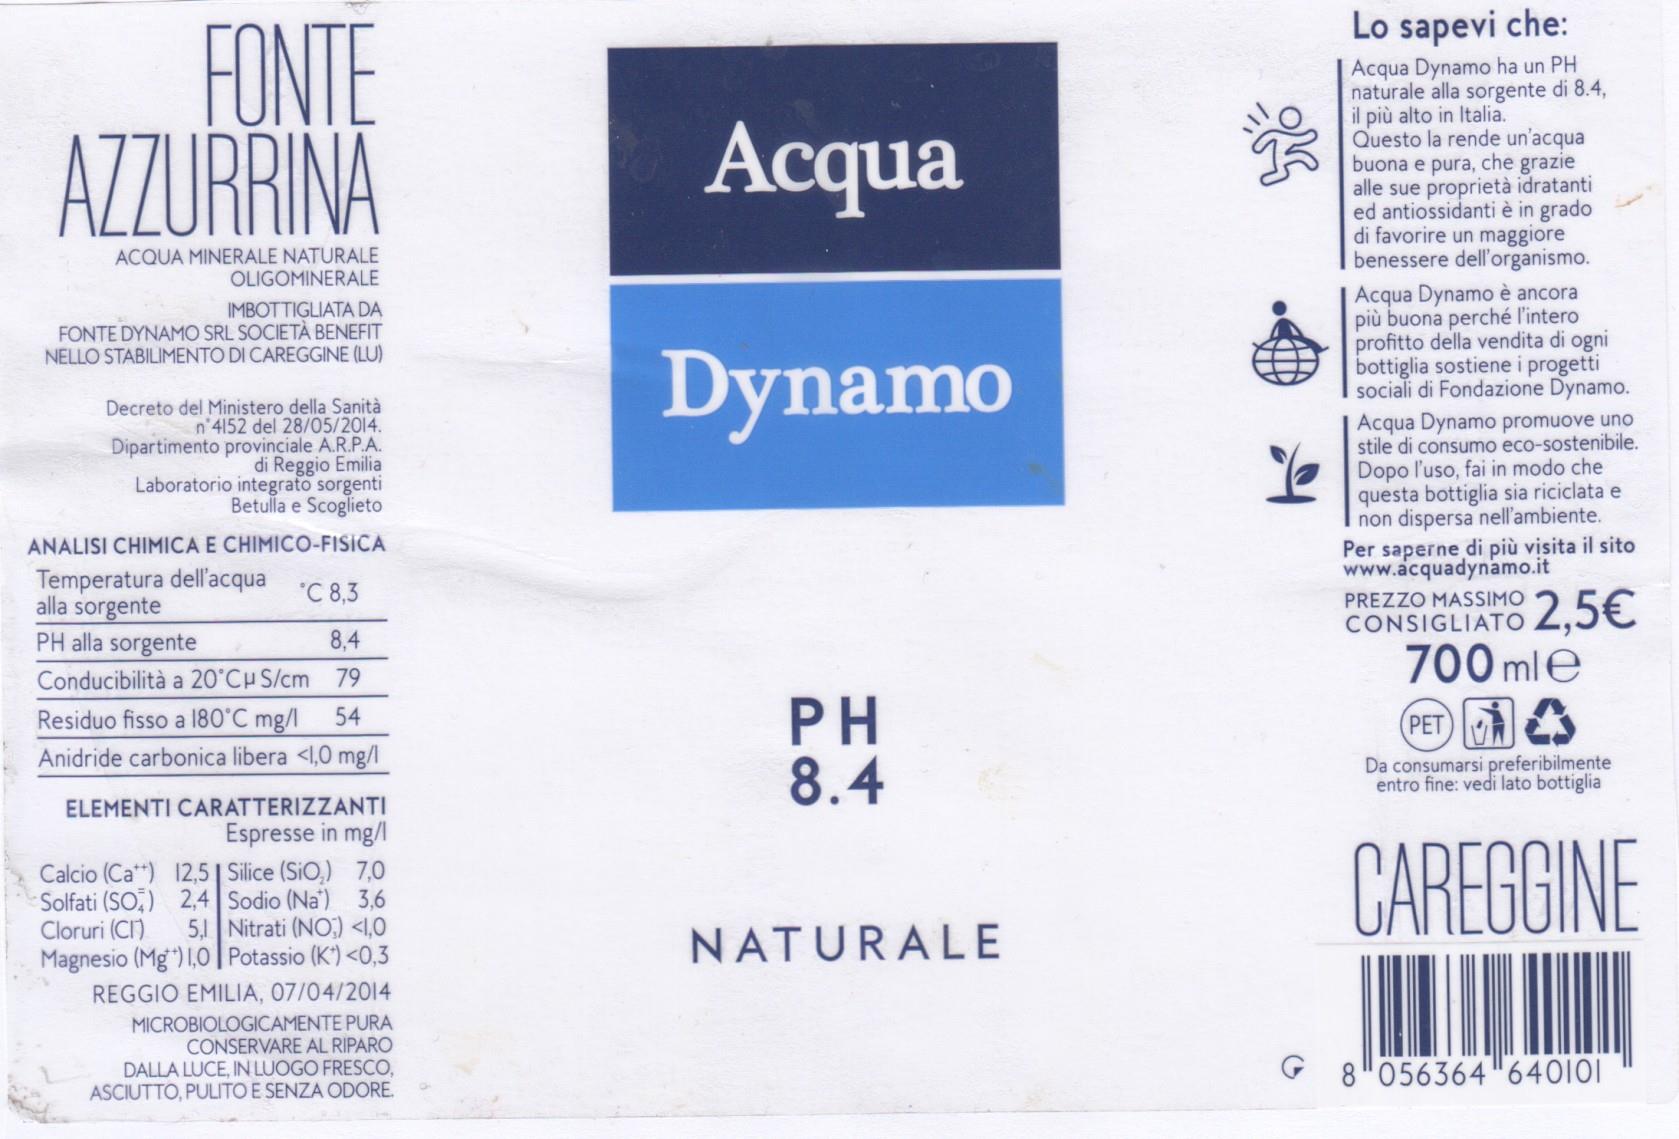 FONTE
AZZURRINA
ACQUA MINERALE NATURALE
OLIGOMINERALE
IMBOTTIGLIATA DA
FONTE DYNAMO SRL SOCIETÀ BENEFIT
NELLO STABILIMENTO DI CAREGGINE (LU)
Decreto del Ministero della Sanità
n°4152 del 28/05/2014.
Dipartimento provinciale A.R.P.A.
di Reggio Emilia
Laboratorio integrato sorgenti
Betulla e Scoglieto
ANALISI CHIMICA E CHIMICO-FISICA
Temperatura dell'acqua
alla sorgente °C 8,3
PH alla sorgente 8,4
Conducibilità a 20°C μ S/cm 79
Residuo fisso a 180°C mg/l 54
Anidride carbonica libera <1,0 mg/l
ELEMENTI CARATTERIZZANTI
Espresse in mg/l
Calcio (Ca⁺⁺) 12,5 Silice (SiO₂) 7,0
Solfati (SO₄⁼) 2,4 Sodio (Na⁺) 3,6
Cloruri (Cl⁻) 5,1 Nitrati (NO₃⁻) <1,0
Magnesio (Mg⁺⁺) 1,0 Potassio (K⁺) <0,3
REGGIO EMILIA, 07/04/2014
MICROBIOLOGICAMENTE PURA
CONSERVARE AL RIPARO
DALLA LUCE, IN LUOGO FRESCO,
ASCIUTTO, PULITO E SENZA ODORE.
Acqua
Dynamo
PH
8.4
NATURALE
Lo sapevi che:
Acqua Dynamo ha un PH
naturale alla sorgente di 8.4,
il più alto in Italia.
Questo la rende un'acqua
buona e pura, che grazie
alle sue proprietà idratanti
ed antiossidanti è in grado
di favorire un maggiore
benessere dell'organismo.
Acqua Dynamo è ancora
più buona perché l'intero
profitto della vendita di ogni
bottiglia sostiene i progetti
sociali di Fondazione Dynamo.
Acqua Dynamo promuove uno
stile di consumo eco-sostenibile.
Dopo l'uso, fai in modo che
questa bottiglia sia riciclata e
non dispersa nell'ambiente.
Per saperne di più visita il sito
www.acquadynamo.it
PREZZO MASSIMO
CONSIGLIATO 2,5€
700 ml ℮
PET
Da consumarsi preferibilmente
entro fine: vedi lato bottiglia
CAREGGINE
8 056364 640101